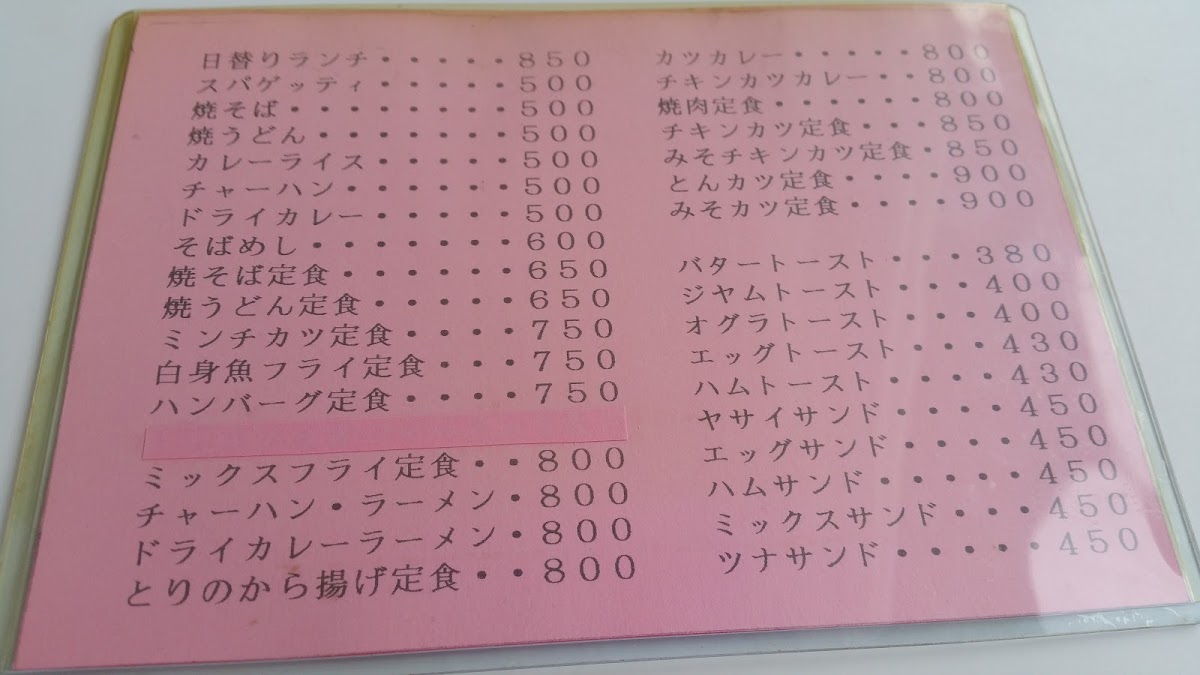 日替りランチ・・・・・850
スパゲッティ・・・・・500
焼そば・・・・・・・・500
焼うどん・・・・・・・500
カレーライス・・・・・500
チャーハン・・・・・・500
ドライカレー・・・・・500
そばめし・・・・・・・600
焼そば定食・・・・・・650
焼うどん定食・・・・・650
ミンチカツ定食・・・・750
白身魚フライ定食・・・750
ハンバーグ定食・・・・750
ミックスフライ定食・・800
チャーハン・ラーメン・800
ドライカレーラーメン・800
とりのから揚げ定食・・800
カツカレー・・・・・800
チキンカツカレー・・800
焼肉定食・・・・・・800
チキンカツ定食・・・850
みそチキンカツ定食・850
とんカツ定食・・・・900
みそカツ定食・・・・900
バタートースト・・・380
ジヤムトースト・・・400
オグラトースト・・・400
エッグトースト・・・430
ハムトースト・・・・430
ヤサイサンド・・・・450
エッグサンド・・・・450
ハムサンド・・・・・450
ミックスサンド・・・450
ツナサンド・・・・・450